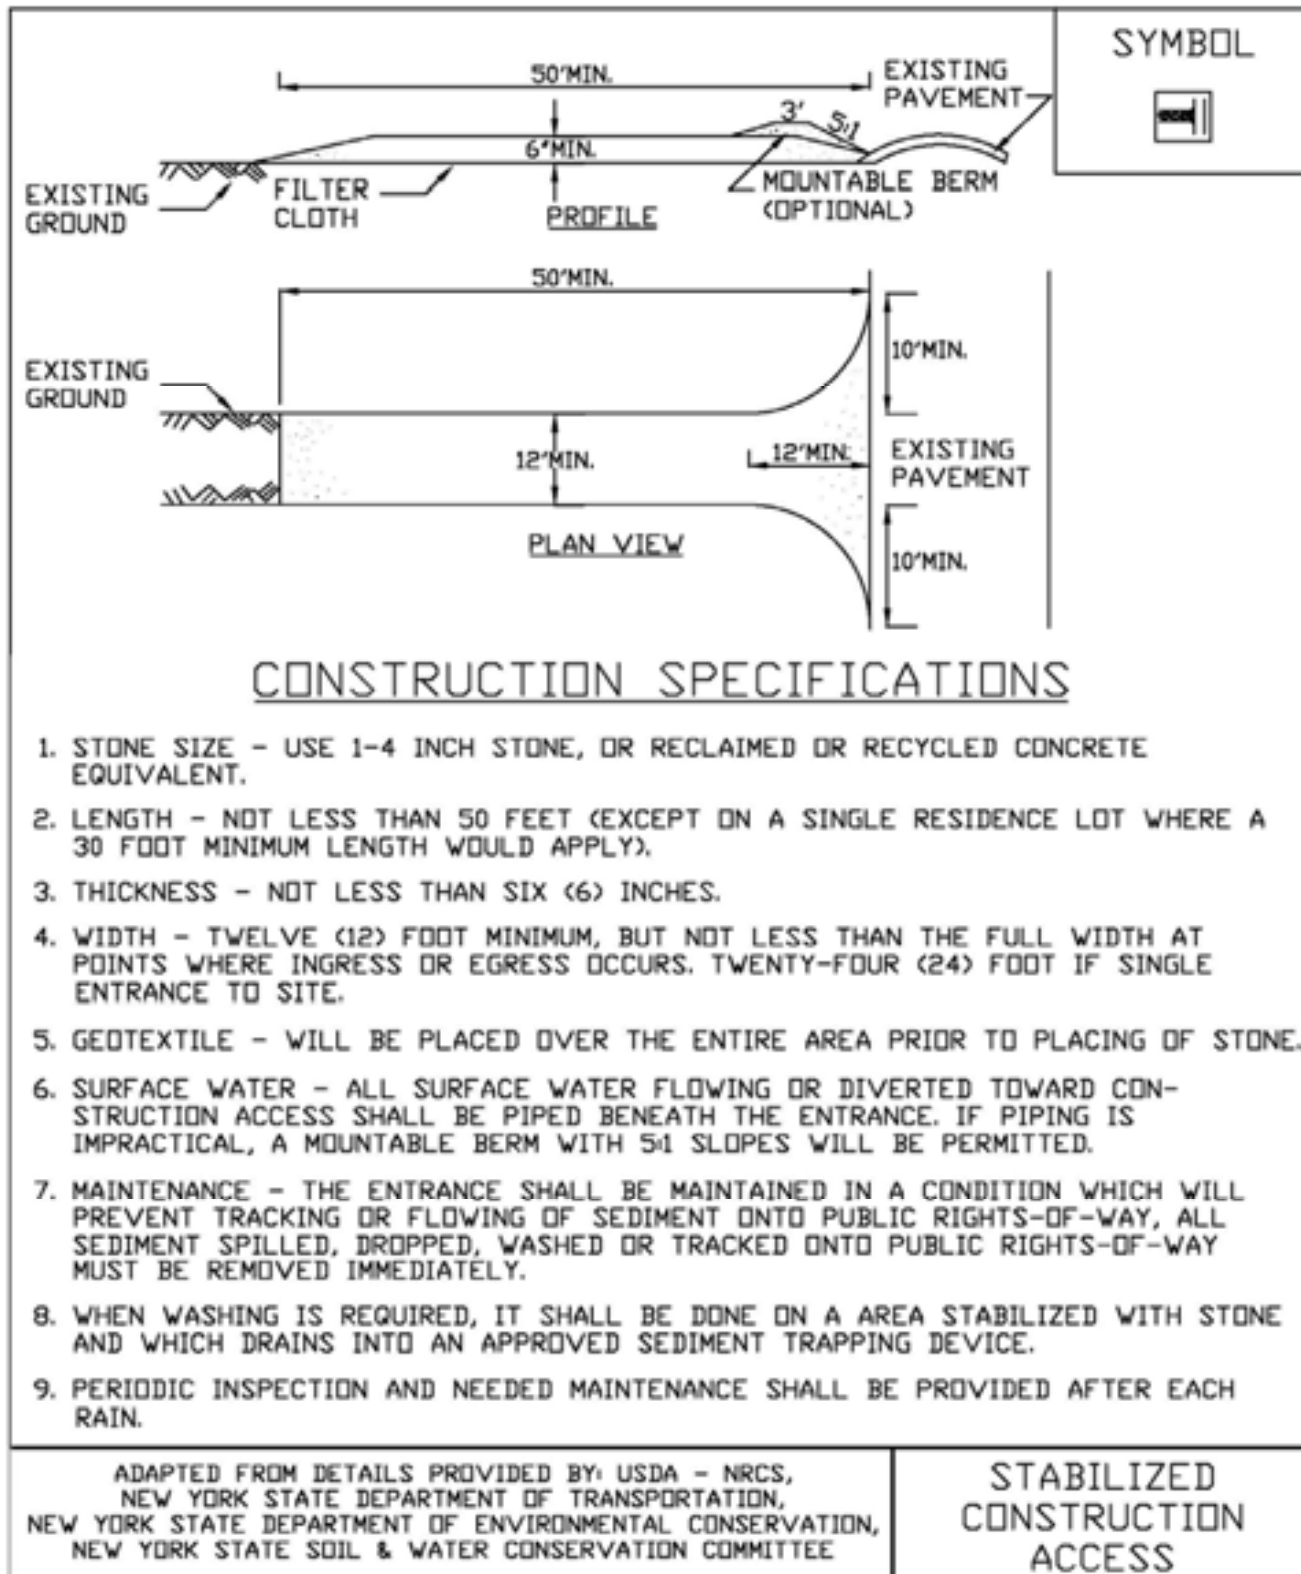 SYMBOL
50'MIN.
EXISTING
PAVEMENT
3'
5:1
6"MIN.
EXISTING
GROUND
FILTER
CLOTH
PROFILE
MOUNTABLE BERM
(OPTIONAL)
50'MIN.
10'MIN.
EXISTING
GROUND
12'MIN.
12'MIN.
EXISTING
PAVEMENT
PLAN VIEW
10'MIN.
CONSTRUCTION SPECIFICATIONS
1. STONE SIZE - USE 1-4 INCH STONE, OR RECLAIMED OR RECYCLED CONCRETE
EQUIVALENT.
2. LENGTH - NOT LESS THAN 50 FEET (EXCEPT ON A SINGLE RESIDENCE LOT WHERE A
30 FOOT MINIMUM LENGTH WOULD APPLY).
3. THICKNESS - NOT LESS THAN SIX (6) INCHES.
4. WIDTH - TWELVE (12) FOOT MINIMUM, BUT NOT LESS THAN THE FULL WIDTH AT
POINTS WHERE INGRESS OR EGRESS OCCURS. TWENTY-FOUR (24) FOOT IF SINGLE
ENTRANCE TO SITE.
5. GEOTEXTILE - WILL BE PLACED OVER THE ENTIRE AREA PRIOR TO PLACING OF STONE.
6. SURFACE WATER - ALL SURFACE WATER FLOWING OR DIVERTED TOWARD CON-
STRUCTION ACCESS SHALL BE PIPED BENEATH THE ENTRANCE. IF PIPING IS
IMPRACTICAL, A MOUNTABLE BERM WITH 5:1 SLOPES WILL BE PERMITTED.
7. MAINTENANCE - THE ENTRANCE SHALL BE MAINTAINED IN A CONDITION WHICH WILL
PREVENT TRACKING OR FLOWING OF SEDIMENT ONTO PUBLIC RIGHTS-OF-WAY, ALL
SEDIMENT SPILLED, DROPPED, WASHED OR TRACKED ONTO PUBLIC RIGHTS-OF-WAY
MUST BE REMOVED IMMEDIATELY.
8. WHEN WASHING IS REQUIRED, IT SHALL BE DONE ON A AREA STABILIZED WITH STONE
AND WHICH DRAINS INTO AN APPROVED SEDIMENT TRAPPING DEVICE.
9. PERIODIC INSPECTION AND NEEDED MAINTENANCE SHALL BE PROVIDED AFTER EACH
RAIN.
ADAPTED FROM DETAILS PROVIDED BY: USDA - NRCS,
NEW YORK STATE DEPARTMENT OF TRANSPORTATION,
NEW YORK STATE DEPARTMENT OF ENVIRONMENTAL CONSERVATION,
NEW YORK STATE SOIL & WATER CONSERVATION COMMITTEE
STABILIZED
CONSTRUCTION
ACCESS